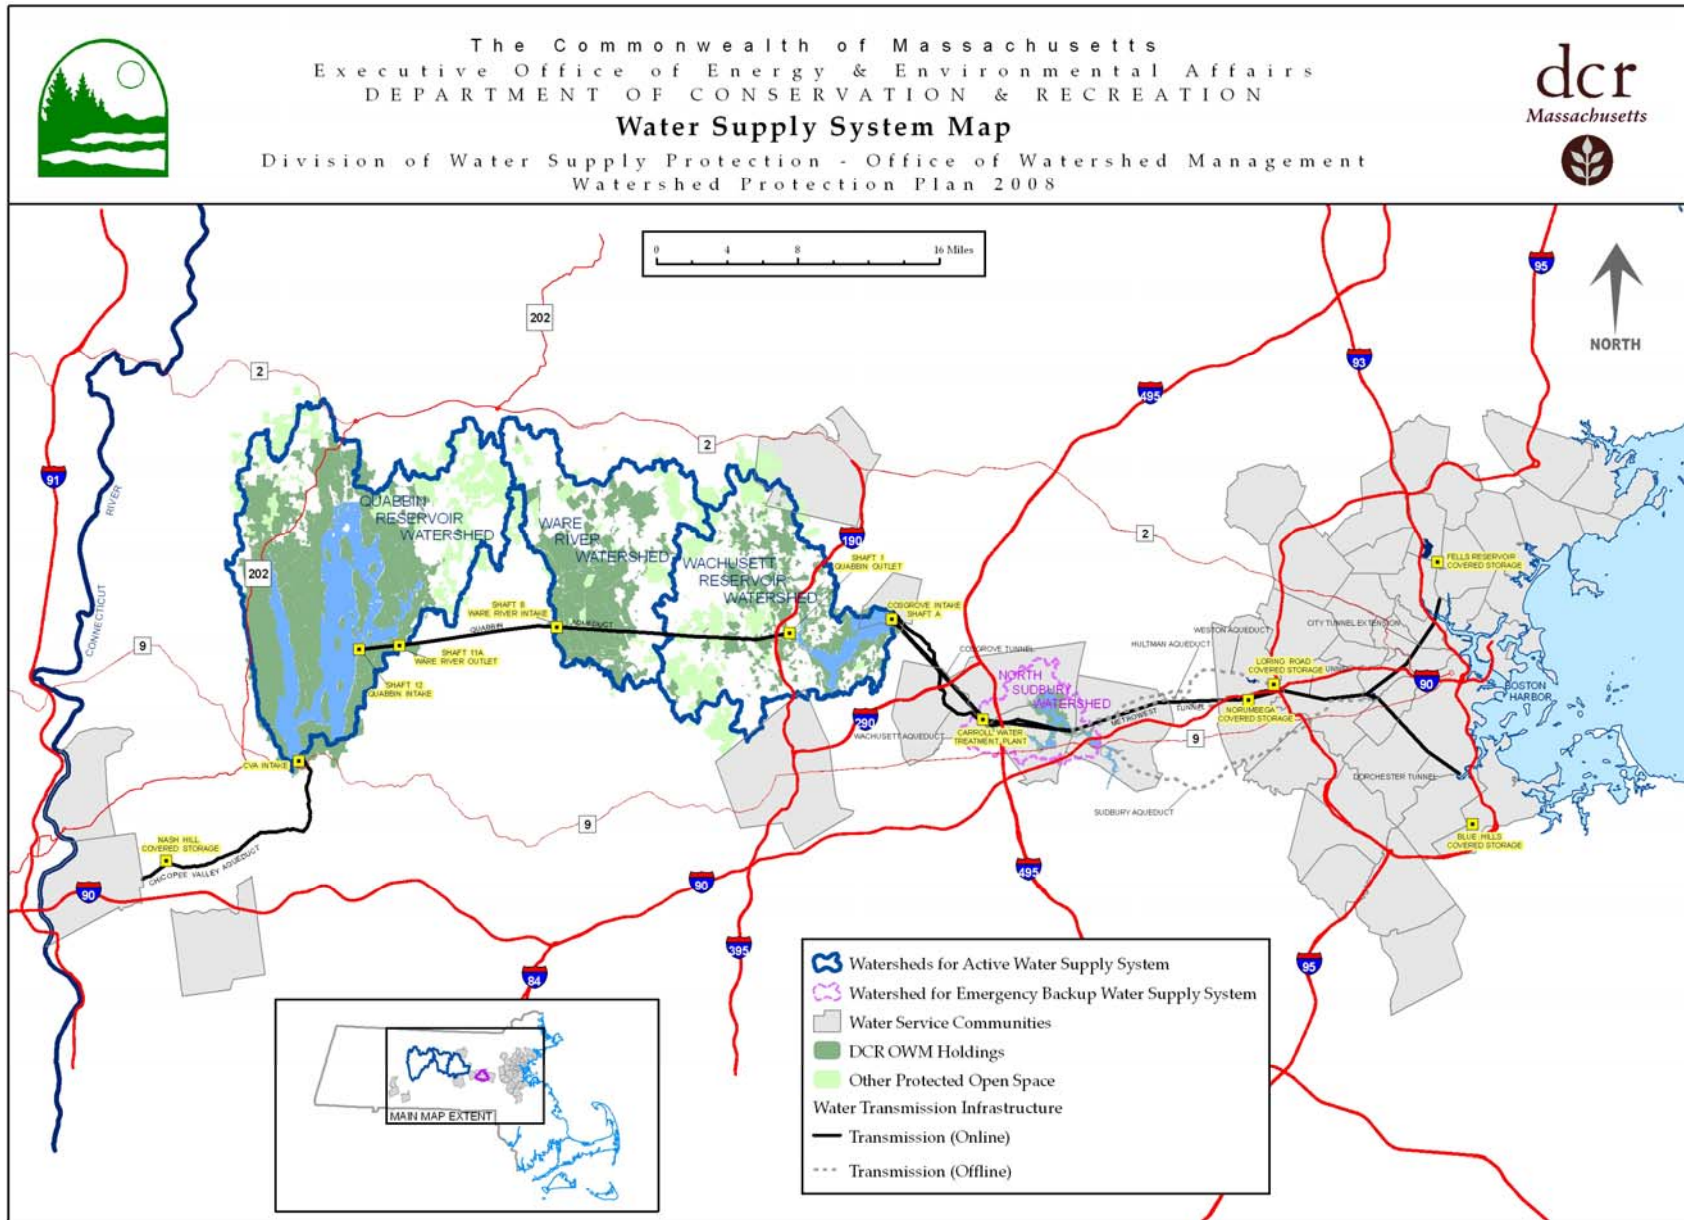 The Commonwealth of Massachusetts
Executive Office of Energy & Environmental Affairs
DEPARTMENT OF CONSERVATION & RECREATION
Water Supply System Map
Division of Water Supply Protection - Office of Watershed Management
Watershed Protection Plan 2008
dcr
Massachusetts
0 4 8 16 Miles
NORTH
95
202
93
2
495
2
91
RIVER
QUABBIN
RESERVOIR
WATERSHED
WARE
RIVER
WATERSHED
190
2
WACHUSETT
RESERVOIR
WATERSHED
SHAFT 1
QUABBIN OUTLET
FELLS RESERVOIR
COVERED STORAGE
202
CONNECTICUT
SHAFT 8
WARE RIVER INTAKE
COSGROVE INTAKE
SHAFT A
QUABBIN
AQUEDUCT
WESTON AQUEDUCT
CITY TUNNEL EXTENSION
9
HULTMAN AQUEDUCT
COSGROVE TUNNEL
SHAFT 11A
WARE RIVER OUTLET
LORING ROAD
COVERED STORAGE
NORTH
SUDBURY
WATERSHED
90
SHAFT 12
QUABBIN INTAKE
BOSTON
HARBOR
METROWEST
TUNNEL
NORUMBEGA
COVERED STORAGE
290
WACHUSETT AQUEDUCT
CARROLL WATER
TREATMENT PLANT
9
CVA INTAKE
DORCHESTER TUNNEL
SUDBURY AQUEDUCT
9
NASH HILL
COVERED STORAGE
BLUE HILLS
COVERED STORAGE
CHICOPEE VALLEY AQUEDUCT
90
90
495
395
84
95
Watersheds for Active Water Supply System
Watershed for Emergency Backup Water Supply System
Water Service Communities
DCR OWM Holdings
Other Protected Open Space
Water Transmission Infrastructure
Transmission (Online)
Transmission (Offline)
MAIN MAP EXTENT